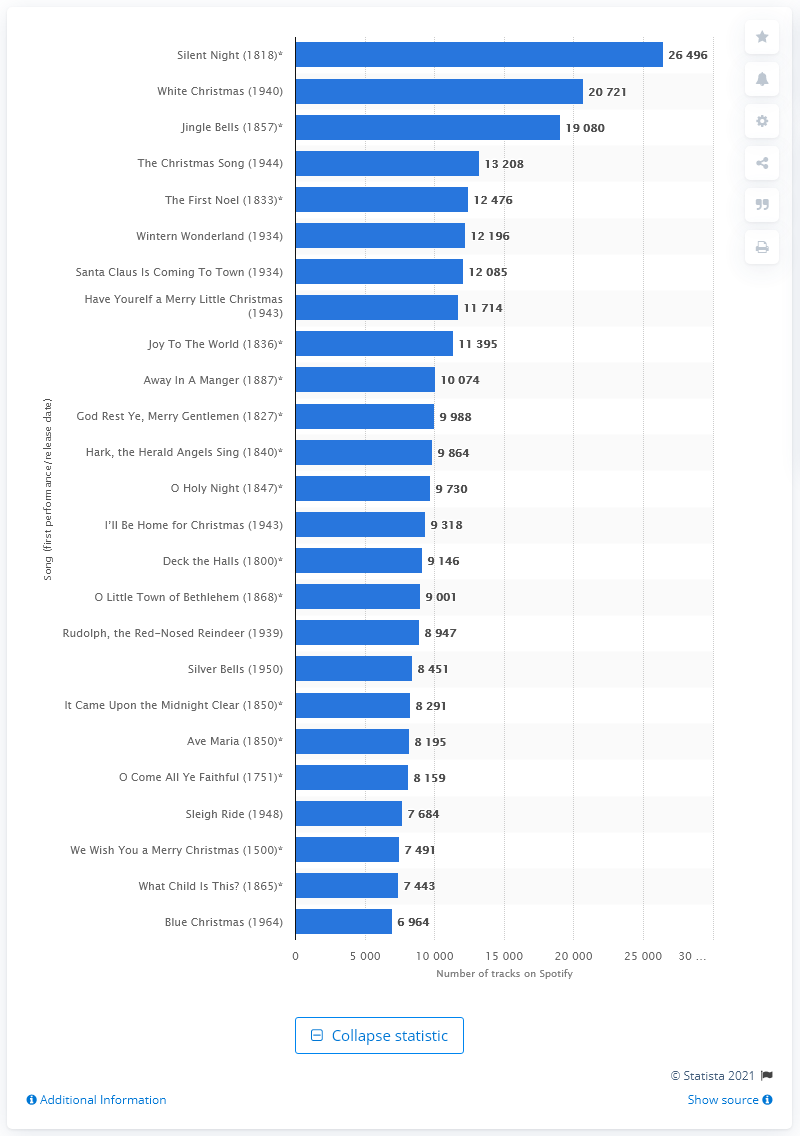 Silent Night (1818)*
26 496
White Christmas (1940)
20 721
Jingle Bells (1857)*
19 080
The Christmas Song (1944)
13 208
The First Noel (1833)*
12 476
Wintern Wonderland (1934)
12 196
Santa Claus Is Coming To Town (1934)
12 085
Have Yourelf a Merry Little Christmas
(1943)
11 714
Joy To The World (1836)*
11 395
Away In A Manger (1887)*
10 074
God Rest Ye, Merry Gentlemen (1827)*
9 988
Hark, the Herald Angels Sing (1840)*
9 864
O Holy Night (1847)*
9 730
I'll Be Home for Christmas (1943)
9 318
Deck the Halls (1800)*
9 146
O Little Town of Bethlehem (1868)*
9 001
Rudolph, the Red-Nosed Reindeer (1939)
8 947
Silver Bells (1950)
8 451
It Came Upon the Midnight Clear (1850)*
8 291
Ave Maria (1850)*
8 195
O Come All Ye Faithful (1751)*
8 159
Sleigh Ride (1948)
7 684
We Wish You a Merry Christmas (1500)*
7 491
What Child Is This? (1865)*
7 443
Blue Christmas (1964)
6 964
Song (first performance/release date)
0 5 000 10 000 15 000 20 000 25 000 30 ...
Number of tracks on Spotify
Collapse statistic
© Statista 2021
Additional Information
Show source